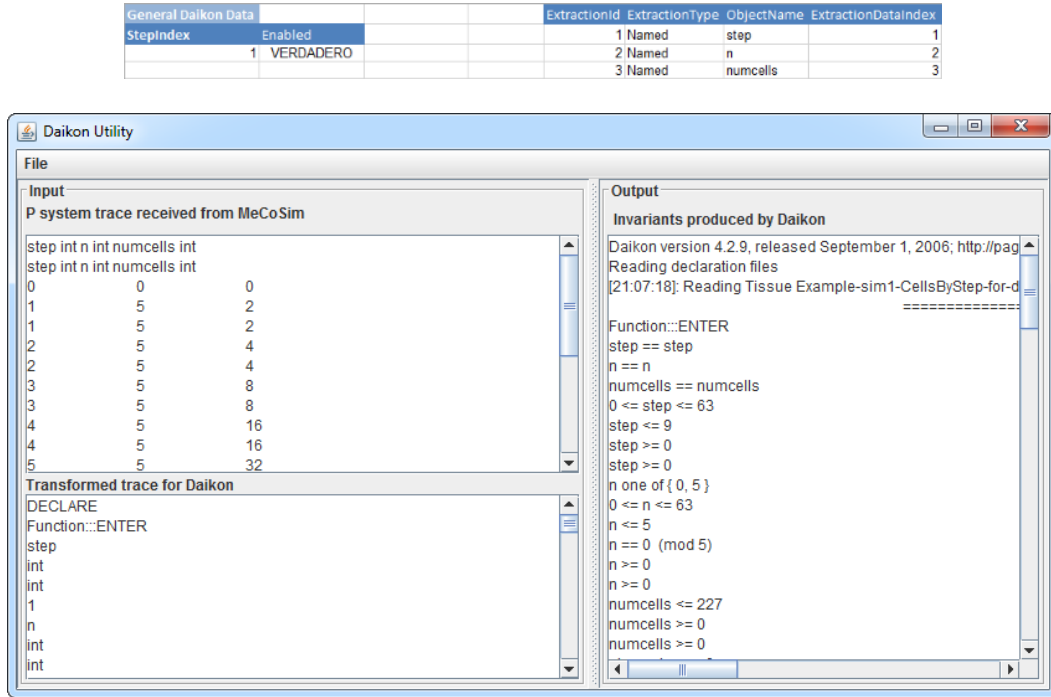 General Daikon Data
StepIndex Enabled
1 VERDADERO
ExtractionId ExtractionType ObjectName ExtractionDataIndex
1 Named step 1
2 Named n 2
3 Named numcells 3
Daikon Utility
File
Input
P system trace received from MeCoSim
step int n int numcells int
step int n int numcells int
0 0 0
1 5 2
1 5 2
2 5 4
2 5 4
3 5 8
3 5 8
4 5 16
4 5 16
5 5 32
Transformed trace for Daikon
DECLARE
Function:::ENTER
step
int
int
1
n
int
int
Output
Invariants produced by Daikon
Daikon version 4.2.9, released September 1, 2006; http://pag
Reading declaration files
[21:07:18]: Reading Tissue Example-sim1-CellsByStep-for-d
===============
Function:::ENTER
step == step
n == n
numcells == numcells
0 <= step <= 63
step <= 9
step >= 0
step >= 0
n one of { 0, 5 }
0 <= n <= 63
n <= 5
n == 0 (mod 5)
n >= 0
n >= 0
numcells <= 227
numcells >= 0
numcells >= 0